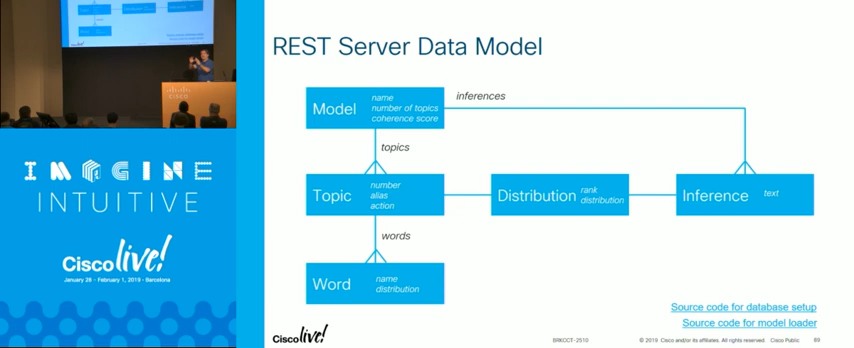 REST Server Data Model
Model
name
number of topics
coherence score
inferences
topics
Topic
number
alias
action
Distribution
rank
distribution
Inference
text
words
Word
name
distribution
Source code for database setup
Source code for model loader
Cisco live!
BRKCCT-2510
© 2019 Cisco and/or its affiliates. All rights reserved. Cisco Public
89
CISCO
IMAGINE
INTUITIVE
Cisco live!
January 28 - February 1, 2019 - Barcelona